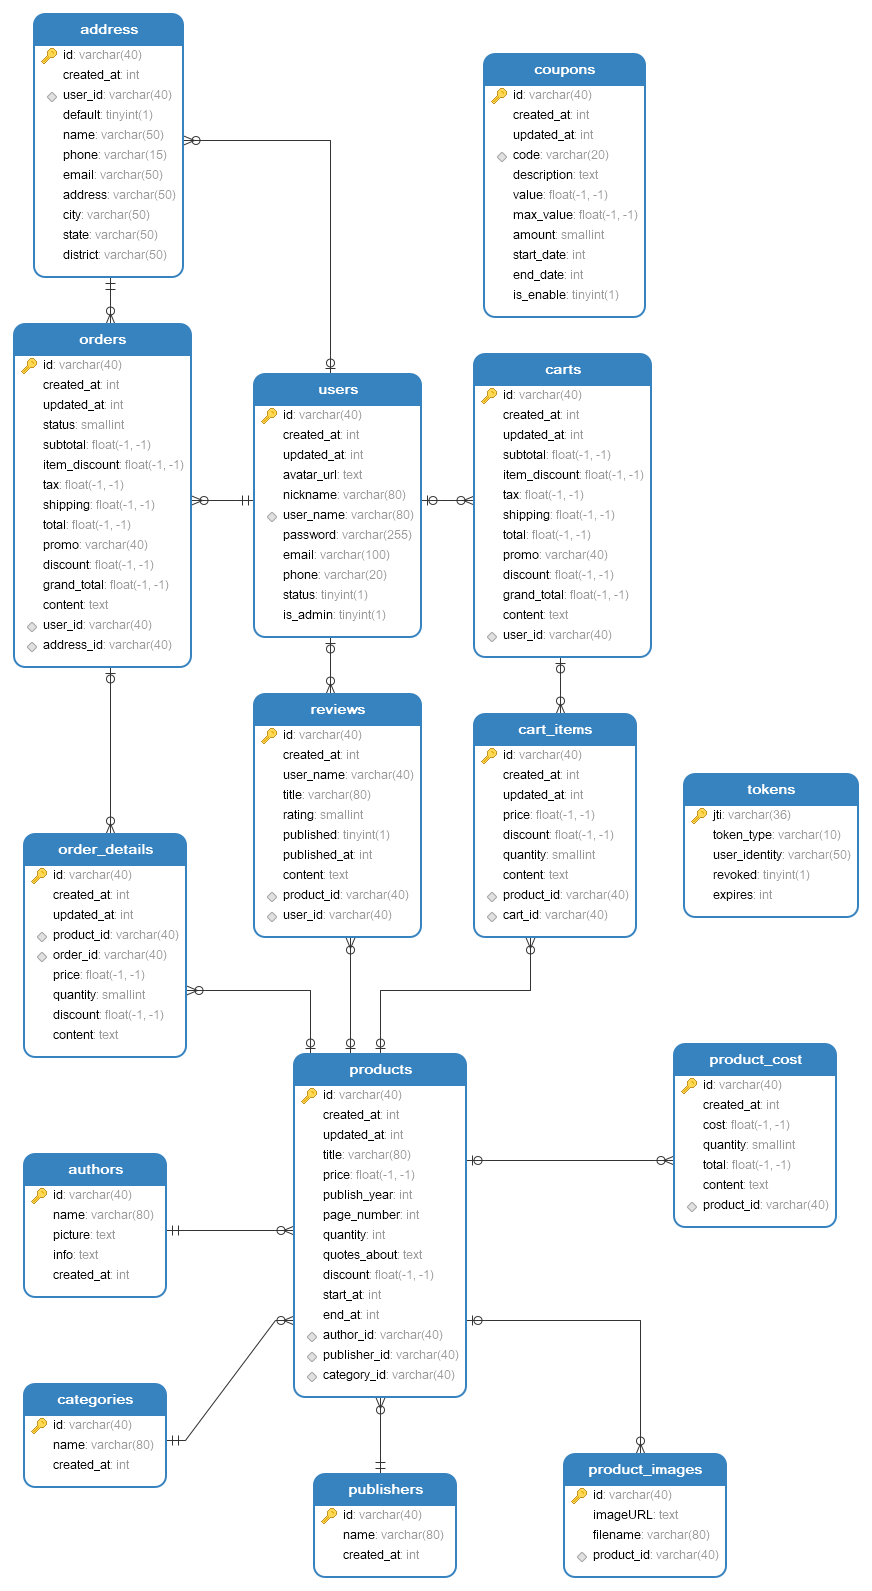 address
id: varchar(40)
created_at: int
user_id: varchar(40)
default: tinyint(1)
name: varchar(50)
phone: varchar(15)
email: varchar(50)
address: varchar(50)
city: varchar(50)
state: varchar(50)
district: varchar(50)
coupons
id: varchar(40)
created_at: int
updated_at: int
code: varchar(20)
description: text
value: float(-1, -1)
max_value: float(-1, -1)
amount: smallint
start_date: int
end_date: int
is_enable: tinyint(1)
orders
id: varchar(40)
created_at: int
updated_at: int
status: smallint
subtotal: float(-1, -1)
item_discount: float(-1, -1)
tax: float(-1, -1)
shipping: float(-1, -1)
total: float(-1, -1)
promo: varchar(40)
discount: float(-1, -1)
grand_total: float(-1, -1)
content: text
user_id: varchar(40)
address_id: varchar(40)
users
id: varchar(40)
created_at: int
updated_at: int
avatar_url: text
nickname: varchar(80)
user_name: varchar(80)
password: varchar(255)
email: varchar(100)
phone: varchar(20)
status: tinyint(1)
is_admin: tinyint(1)
carts
id: varchar(40)
created_at: int
updated_at: int
subtotal: float(-1, -1)
item_discount: float(-1, -1)
tax: float(-1, -1)
shipping: float(-1, -1)
total: float(-1, -1)
promo: varchar(40)
discount: float(-1, -1)
grand_total: float(-1, -1)
content: text
user_id: varchar(40)
reviews
id: varchar(40)
created_at: int
user_name: varchar(40)
title: varchar(80)
rating: smallint
published: tinyint(1)
published_at: int
content: text
product_id: varchar(40)
user_id: varchar(40)
cart_items
id: varchar(40)
created_at: int
updated_at: int
price: float(-1, -1)
discount: float(-1, -1)
quantity: smallint
content: text
product_id: varchar(40)
cart_id: varchar(40)
tokens
jti: varchar(36)
token_type: varchar(10)
user_identity: varchar(50)
revoked: tinyint(1)
expires: int
order_details
id: varchar(40)
created_at: int
updated_at: int
product_id: varchar(40)
order_id: varchar(40)
price: float(-1, -1)
quantity: smallint
discount: float(-1, -1)
content: text
products
id: varchar(40)
created_at: int
updated_at: int
title: varchar(80)
price: float(-1, -1)
publish_year: int
page_number: int
quantity: int
quotes_about: text
discount: float(-1, -1)
start_at: int
end_at: int
author_id: varchar(40)
publisher_id: varchar(40)
category_id: varchar(40)
product_cost
id: varchar(40)
created_at: int
cost: float(-1, -1)
quantity: smallint
total: float(-1, -1)
content: text
product_id: varchar(40)
authors
id: varchar(40)
name: varchar(80)
picture: text
info: text
created_at: int
categories
id: varchar(40)
name: varchar(80)
created_at: int
publishers
id: varchar(40)
name: varchar(80)
created_at: int
product_images
id: varchar(40)
imageURL: text
filename: varchar(80)
product_id: varchar(40)